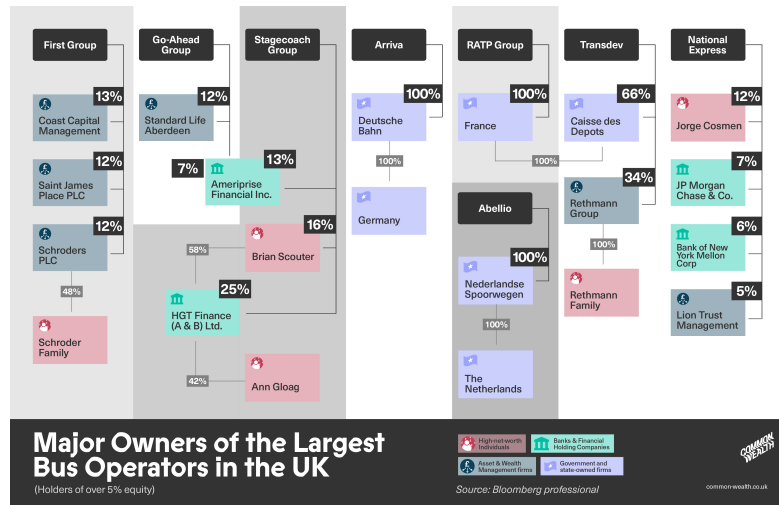 First Group
Go-Ahead
Group
Stagecoach
Group
Arriva
RATP Group
Transdev
National
Express
13%
Coast Capital
Management
12%
Saint James
Place PLC
12%
Schroders
PLC
48%
Schroder
Family
12%
Standard Life
Aberdeen
7%
13%
Ameriprise
Financial Inc.
16%
Brian Scouter
58%
25%
HGT Finance
(A & B) Ltd.
42%
Ann Gloag
100%
Deutsche
Bahn
100%
Germany
100%
France
100%
66%
Caisse des
Depots
34%
Rethmann
Group
100%
Rethmann
Family
Abellio
100%
Nederlandse
Spoorwegen
100%
The
Netherlands
12%
Jorge Cosmen
7%
JP Morgan
Chase & Co.
6%
Bank of New
York Mellon
Corp
5%
Lion Trust
Management
Major Owners of the Largest
Bus Operators in the UK
(Holders of over 5% equity)
High-net-worth
Individuals
Banks & Financial
Holding Companies
Asset & Wealth
Management firms
Government and
state-owned firms
Source: Bloomberg professional
COMMON
WEALTH
common-wealth.co.uk